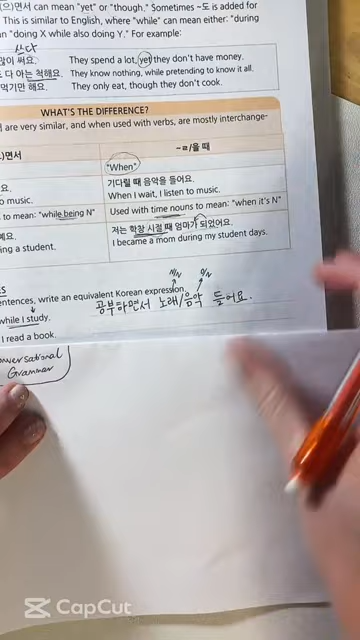 (으)면서 can mean "yet" or "though." Sometimes ~도 is added for
This is similar to English, where "while" can mean either: "during
"doing X while also doing Y." For example:
쓰다
많이 써요.
They spend a lot, yet they don't have money.
다 아는 척해요.
They know nothing, while pretending to know it all.
먹기만 해요.
They only eat, though they don't cook.
WHAT'S THE DIFFERENCE?
are very similar, and when used with verbs, are mostly interchange-
)면서
-ㄹ/을 때
"When"
요.
기다릴 때 음악을 들어요.
o music.
When I wait, I listen to music.
to mean: "while being N"
Used with time nouns to mean: "when it's N"
예요.
저는 학창 시절 때 엄마가 되었어요.
ing a student.
I became a mom during my student days.
ES
entences, write an equivalent Korean expression.
while I study.
공부하면서 노래/음악 들어요.
I read a book.
Conversational
Grammar
CapCut